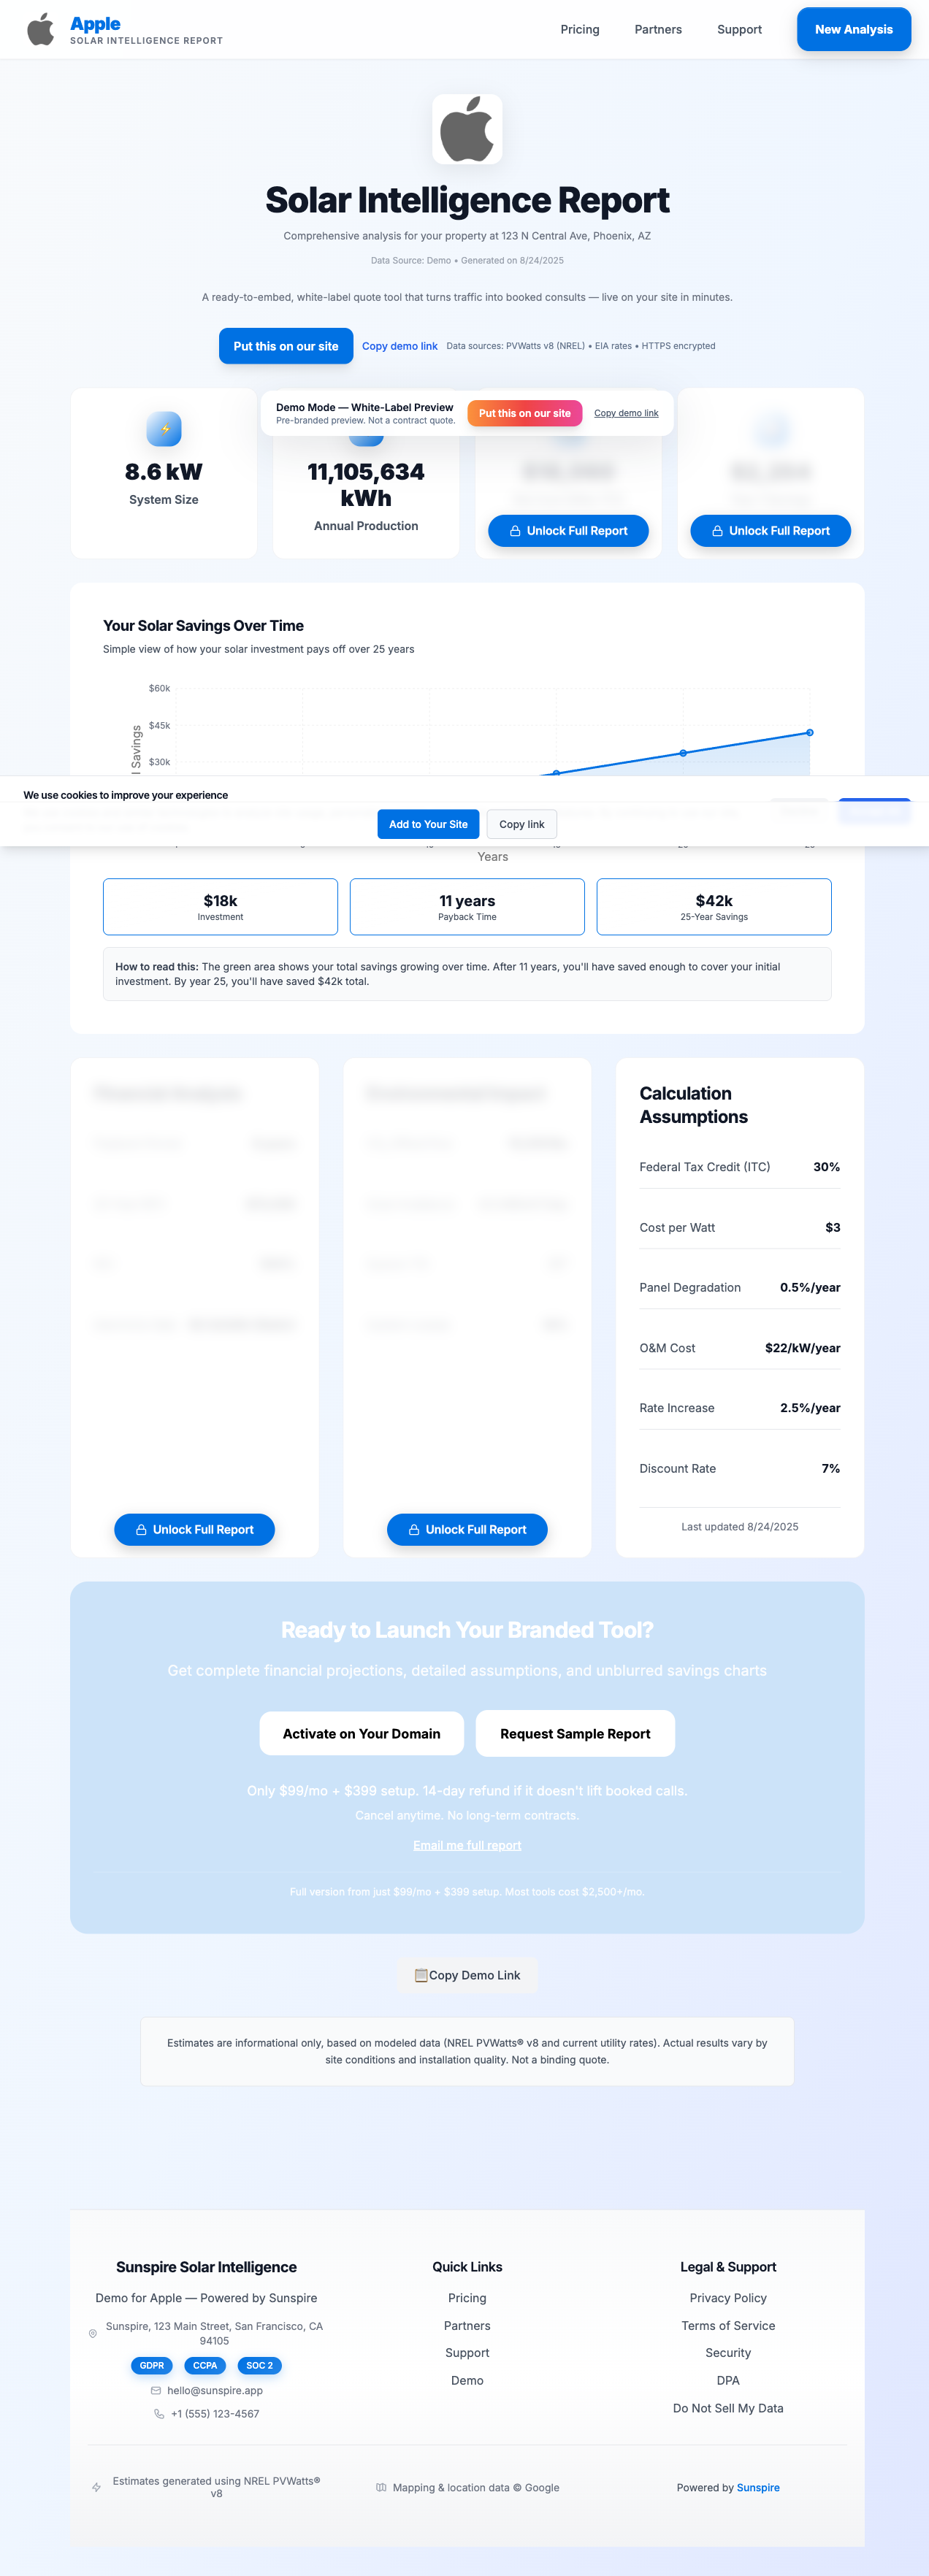 Apple
SOLAR INTELLIGENCE REPORT
Pricing
Partners
Support
New Analysis
Solar Intelligence Report
Comprehensive analysis for your property at 123 N Central Ave, Phoenix, AZ
Data Source: Demo • Generated on 8/24/2025
A ready-to-embed, white-label quote tool that turns traffic into booked consults — live on your site in minutes.
Put this on our site
Copy demo link
Data sources: PVWatts v8 (NREL) • EIA rates • HTTPS encrypted
Demo Mode — White-Label Preview
Pre-branded preview. Not a contract quote.
Put this on our site
Copy demo link
8.6 kW
System Size
11,105,634
kWh
Annual Production
Unlock Full Report
Unlock Full Report
Your Solar Savings Over Time
Simple view of how your solar investment pays off over 25 years
$60k
$45k
$30k
Savings
We use cookies to improve your experience
Add to Your Site
Copy link
Years
$18k
Investment
11 years
Payback Time
$42k
25-Year Savings
How to read this: The green area shows your total savings growing over time. After 11 years, you'll have saved enough to cover your initial
investment. By year 25, you'll have saved $42k total.
Unlock Full Report
Unlock Full Report
Calculation
Assumptions
Federal Tax Credit (ITC) 30%
Cost per Watt $3
Panel Degradation 0.5%/year
O&M Cost $22/kW/year
Rate Increase 2.5%/year
Discount Rate 7%
Last updated 8/24/2025
Ready to Launch Your Branded Tool?
Get complete financial projections, detailed assumptions, and unblurred savings charts
Activate on Your Domain
Request Sample Report
Only $99/mo + $399 setup. 14-day refund if it doesn't lift booked calls.
Cancel anytime. No long-term contracts.
Email me full report
Full version from just $99/mo + $399 setup. Most tools cost $2,500+/mo.
Copy Demo Link
Estimates are informational only, based on modeled data (NREL PVWatts® v8 and current utility rates). Actual results vary by
site conditions and installation quality. Not a binding quote.
Sunspire Solar Intelligence
Demo for Apple — Powered by Sunspire
Sunspire, 123 Main Street, San Francisco, CA
94105
GDPR
CCPA
SOC 2
hello@sunspire.app
+1 (555) 123-4567
Quick Links
Pricing
Partners
Support
Demo
Legal & Support
Privacy Policy
Terms of Service
Security
DPA
Do Not Sell My Data
Estimates generated using NREL PVWatts®
v8
Mapping & location data © Google
Powered by Sunspire